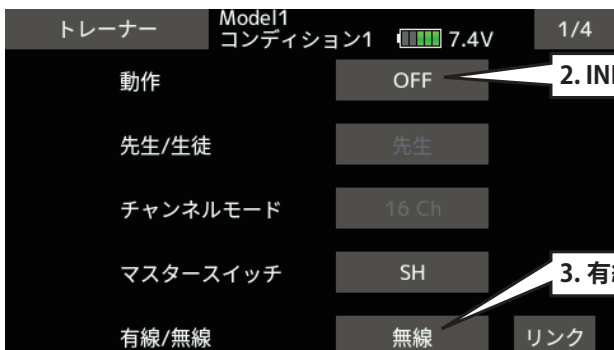 トレーナー
Model1
コンディション1 7.4V
1/4
動作 OFF
2. IN
先生/生徒 先生
チャンネルモード 16 Ch
マスタースイッチ SH
3. 有
有線/無線 無線 リンク